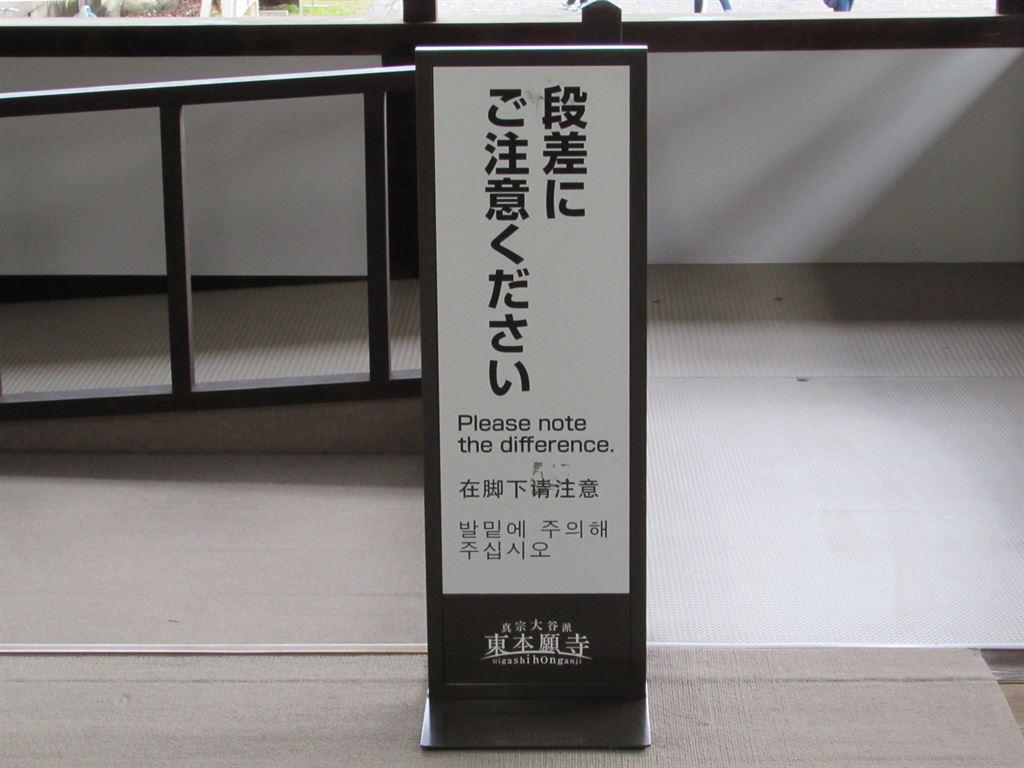 段差に
ご注意ください
Please note
the difference.
在脚下请注意
발밑에 주의해
주십시오
真宗大谷派
東本願寺
Higashi hOnganji